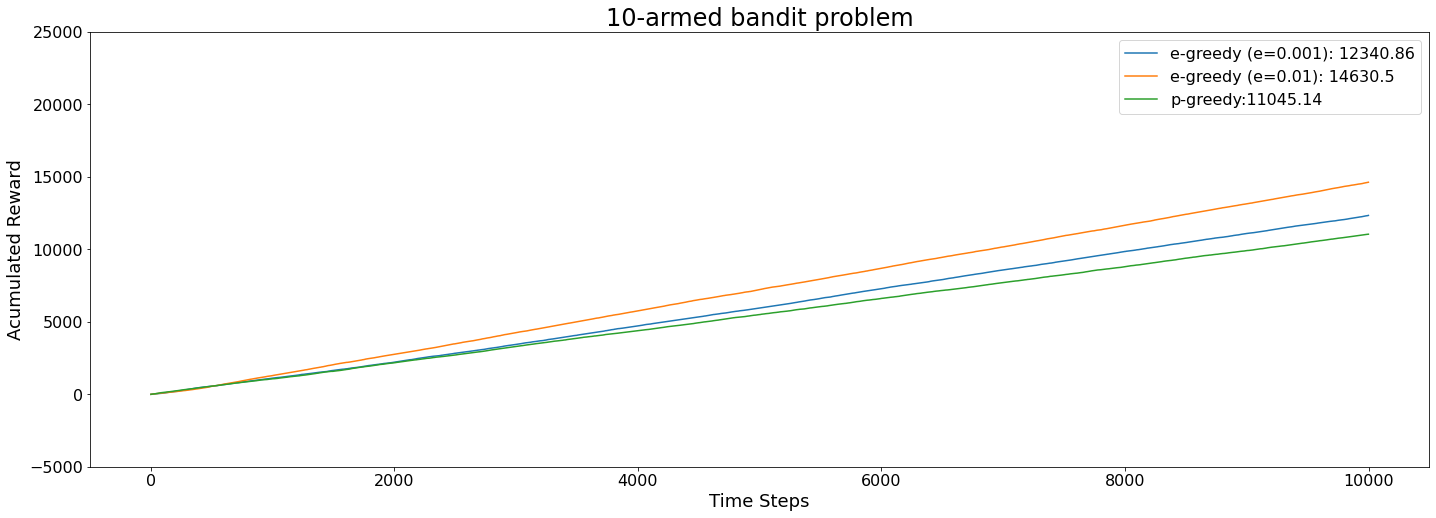 10-armed bandit problem
25000
20000
15000
10000
5000
0
−5000
Acumulated Reward
e-greedy (e=0.001): 12340.86
e-greedy (e=0.01): 14630.5
p-greedy:11045.14
0 2000 4000 6000 8000 10000
Time Steps